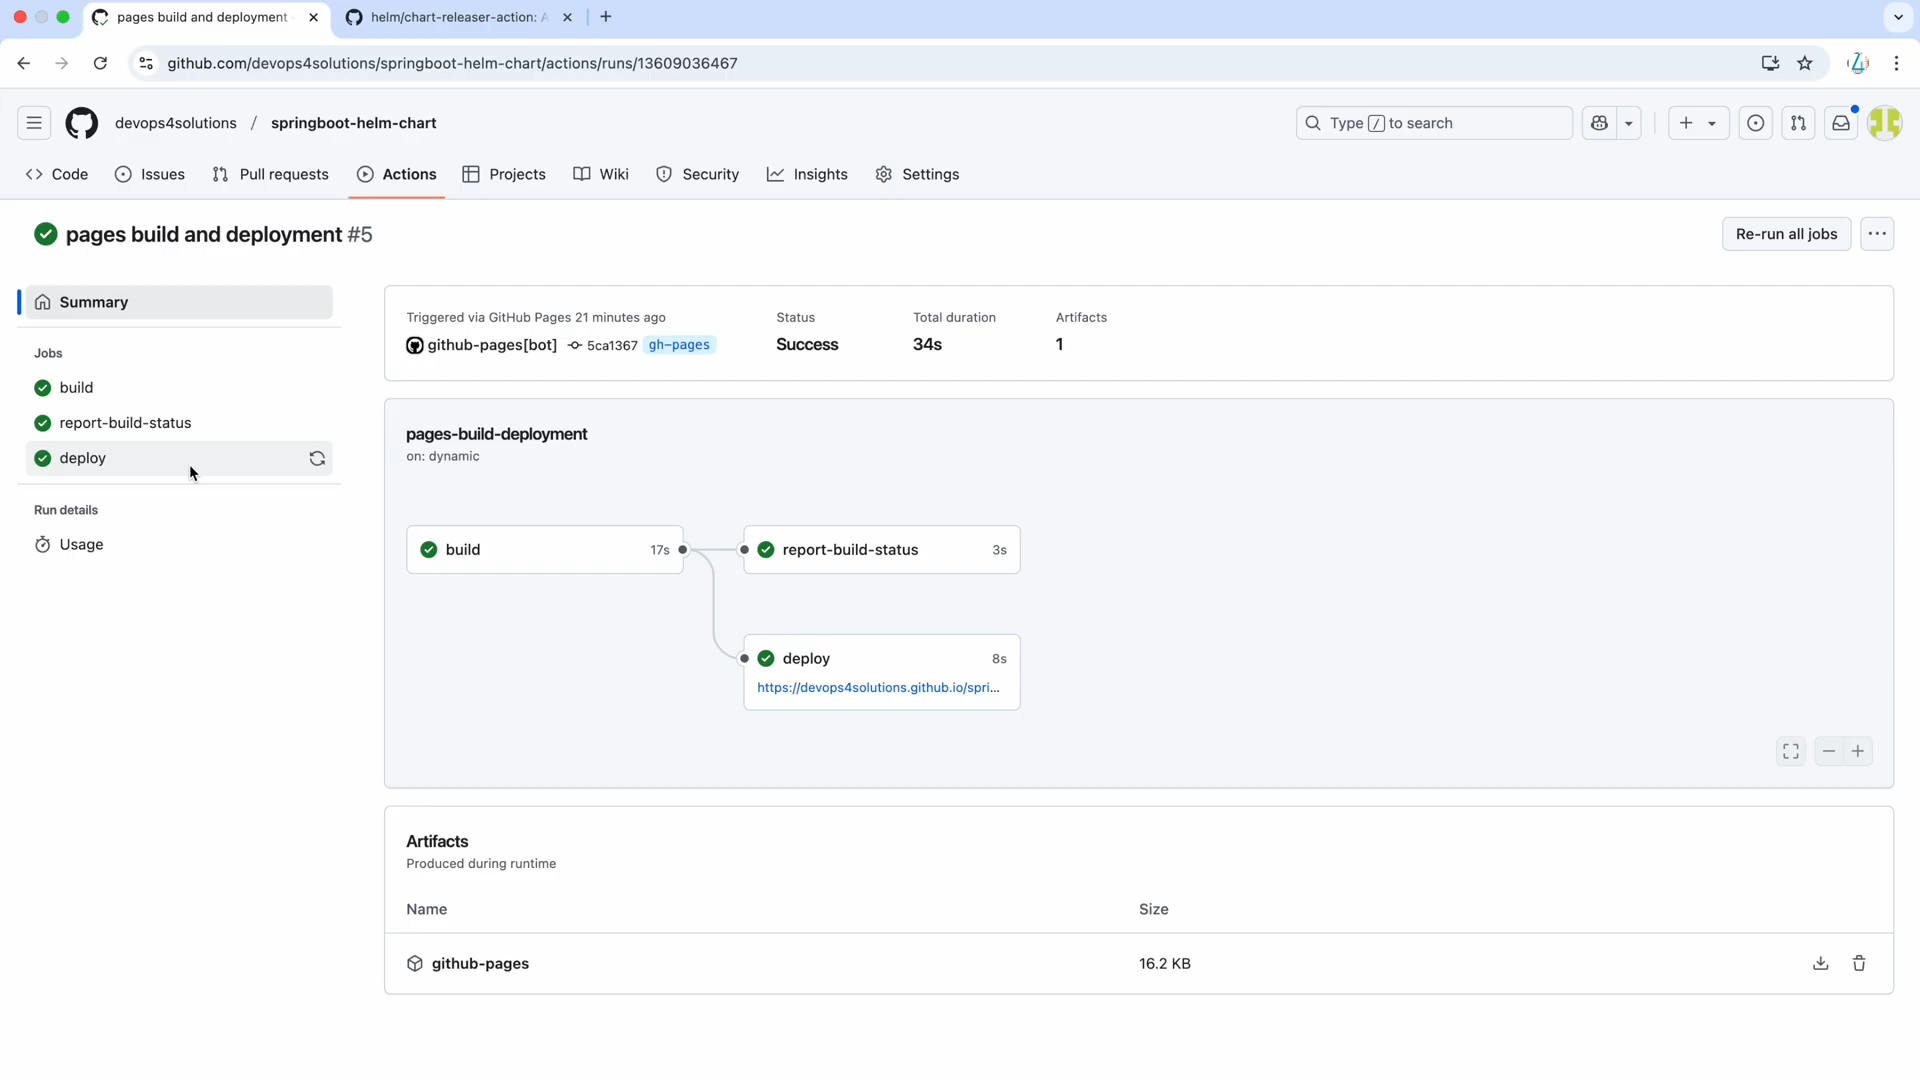 pages build and deployment
helm/chart-releaser-action: A
github.com/devops4solutions/springboot-helm-chart/actions/runs/13609036467
devops4solutions / springboot-helm-chart
Type / to search
Code
Issues
Pull requests
Actions
Projects
Wiki
Security
Insights
Settings
pages build and deployment #5
Re-run all jobs
Summary
Jobs
build
report-build-status
deploy
Run details
Usage
Triggered via GitHub Pages 21 minutes ago
github-pages[bot] 5ca1367 gh-pages
Status
Success
Total duration
34s
Artifacts
1
pages-build-deployment
on: dynamic
build 17s
report-build-status 3s
deploy 8s
https://devops4solutions.github.io/spri...
Artifacts
Produced during runtime
Name Size
github-pages 16.2 KB